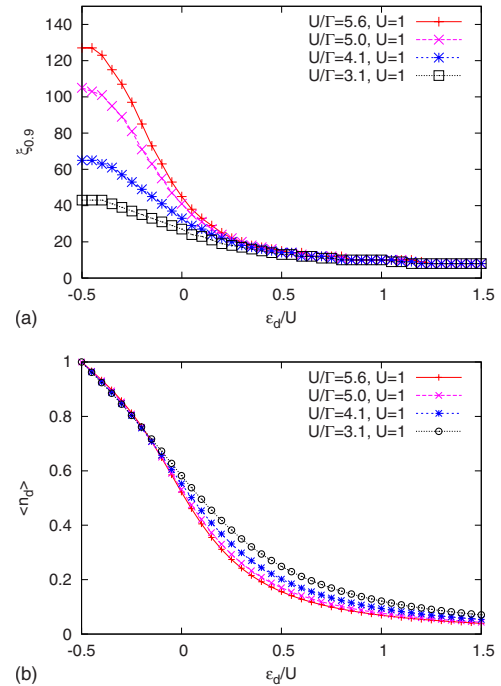 U/Γ=5.6, U=1
U/Γ=5.0, U=1
U/Γ=4.1, U=1
U/Γ=3.1, U=1
140
120
100
80
60
40
20
0
ξ0.9
-0.5 0 0.5 1 1.5
εd/U
(a)
U/Γ=5.6, U=1
U/Γ=5.0, U=1
U/Γ=4.1, U=1
U/Γ=3.1, U=1
1
0.8
0.6
0.4
0.2
0
<nd>
-0.5 0 0.5 1 1.5
εd/U
(b)